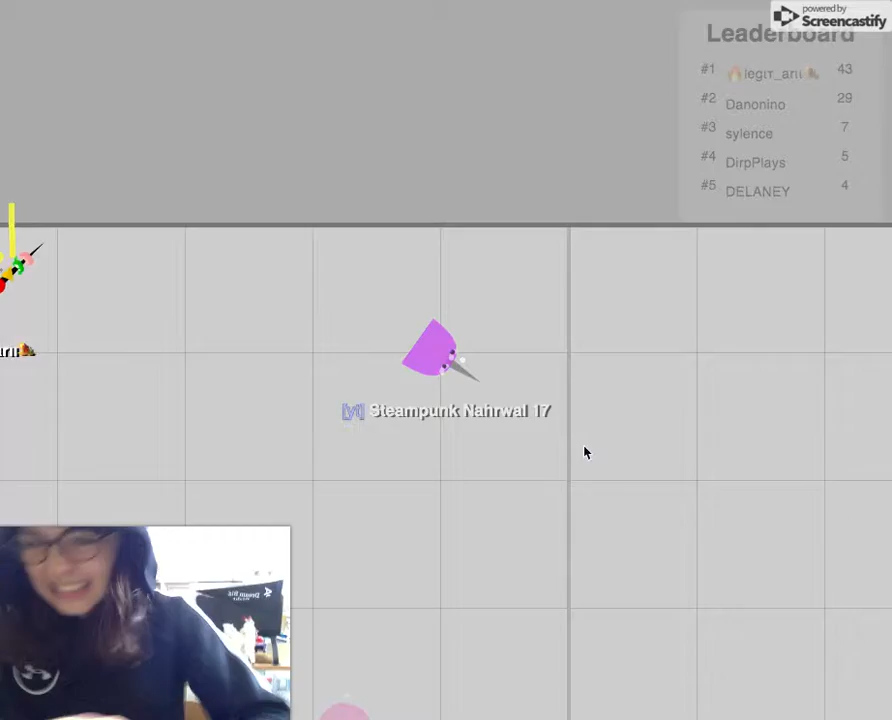 powered by
Screencastify
Leaderboard
#1 43
#2 Danonino 29
#3 sylence 7
#4 DirpPlays 5
#5 DELANEY 4
[yt] Steampunk Nahrwal 17